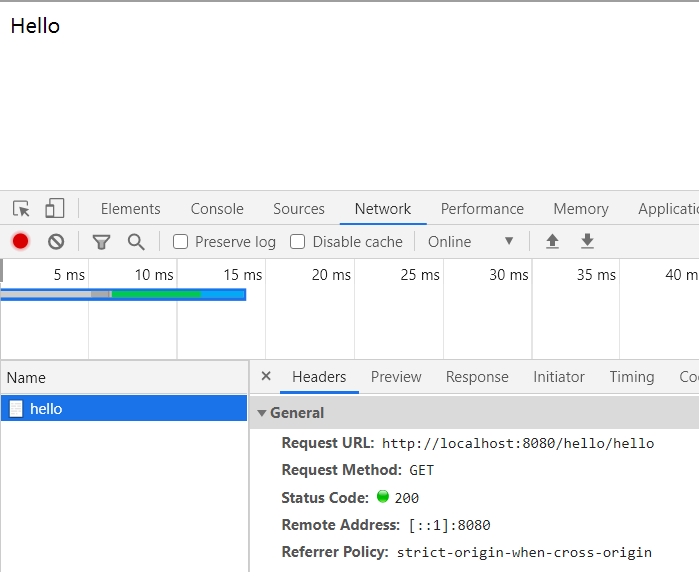 Hello
Elements Console Sources Network Performance Memory Applicatio
Preserve log Disable cache Online
5 ms 10 ms 15 ms 20 ms 25 ms 30 ms 35 ms 40 m
Name
× Headers Preview Response Initiator Timing Co
hello
General
Request URL: http://localhost:8080/hello/hello
Request Method: GET
Status Code: 200
Remote Address: [::1]:8080
Referrer Policy: strict-origin-when-cross-origin